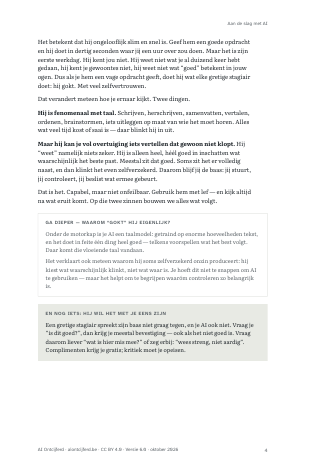 Aan de slag met AI
Het betekent dat hij ongelooflijk slim en snel is. Geef hem een goede opdracht
en hij doet in dertig seconden waar jij een uur over zou doen. Maar het is zijn
eerste werkdag. Hij kent jou niet. Hij weet niet wat je al duizend keer hebt
gedaan, hij kent je gewoontes niet, hij weet niet wat "goed" betekent in jouw
ogen. Dus als je hem een vage opdracht geeft, doet hij wat elke gretige stagiair
doet: hij gokt. Met veel zelfvertrouwen.
Dat verandert meteen hoe je ernaar kijkt. Twee dingen.
Hij is fenomenaal met taal. Schrijven, herschrijven, samenvatten, vertalen,
ordenen, brainstormen, iets uitleggen op maat van wie het moet horen. Alles
wat veel tijd kost of saai is — daar blinkt hij in uit.
Maar hij kan je vol overtuiging iets vertellen dat gewoon niet klopt. Hij
"weet" namelijk niets zeker. Hij is alleen heel, héél goed in inschatten wat
waarschijnlijk het beste past. Meestal zit dat goed. Soms zit het er volledig
naast, en dan klinkt het even zelfverzekerd. Daarom blijf jij de baas: jij stuurt,
jij controleert, jij beslist wat ermee gebeurt.
Dat is het. Capabel, maar niet onfeilbaar. Gebruik hem met lef — en kijk altijd
na wat eruit komt. Op die twee zinnen bouwen we alles wat volgt.
GA DIEPER — WAAROM "GOKT" HIJ EIGENLIJK?
Onder de motorkap is je AI een taalmodel: getraind op enorme hoeveelheden tekst,
en het doet in feite één ding heel goed — telkens voorspellen wat het best volgt.
Daar komt die vloeiende taal vandaan.
Het verklaart ook meteen waarom hij soms zelfverzekerd onzin produceert: hij
kiest wat waarschijnlijk klinkt, niet wat waar is. Je hoeft dit niet te snappen om AI
te gebruiken — maar het helpt om te begrijpen waarom controleren zo belangrijk
is.
EN NOG IETS: HIJ WIL HET MET JE EENS ZIJN
Een gretige stagiair spreekt zijn baas niet graag tegen, en je AI ook niet. Vraag je
"is dit goed?", dan krijg je meestal bevestiging — ook als het niet goed is. Vraag
daarom liever "wat is hier mis mee?" of zeg erbij: "wees streng, niet aardig".
Complimenten krijg je gratis; kritiek moet je opeisen.
4